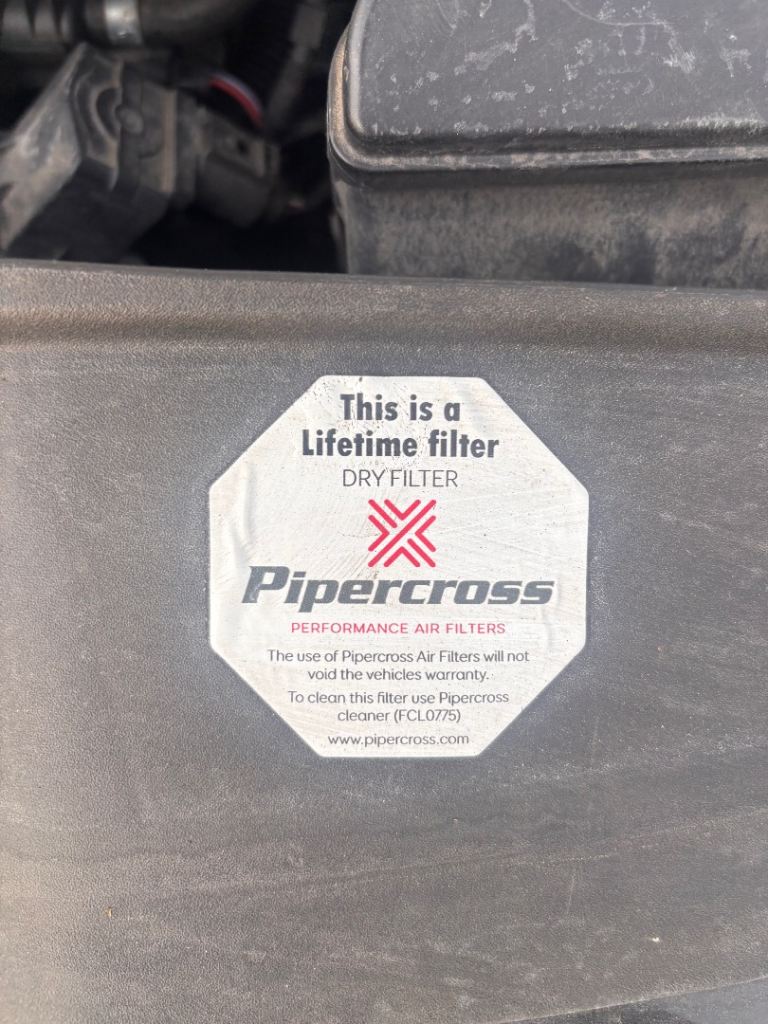 This is a
Lifetime filter
DRY FILTER
Pipercross
PERFORMANCE AIR FILTERS
The use of Pipercross Air Filters will not
void the vehicles warranty.
To clean this filter use Pipercross
cleaner (FCL0775)
www.pipercross.com